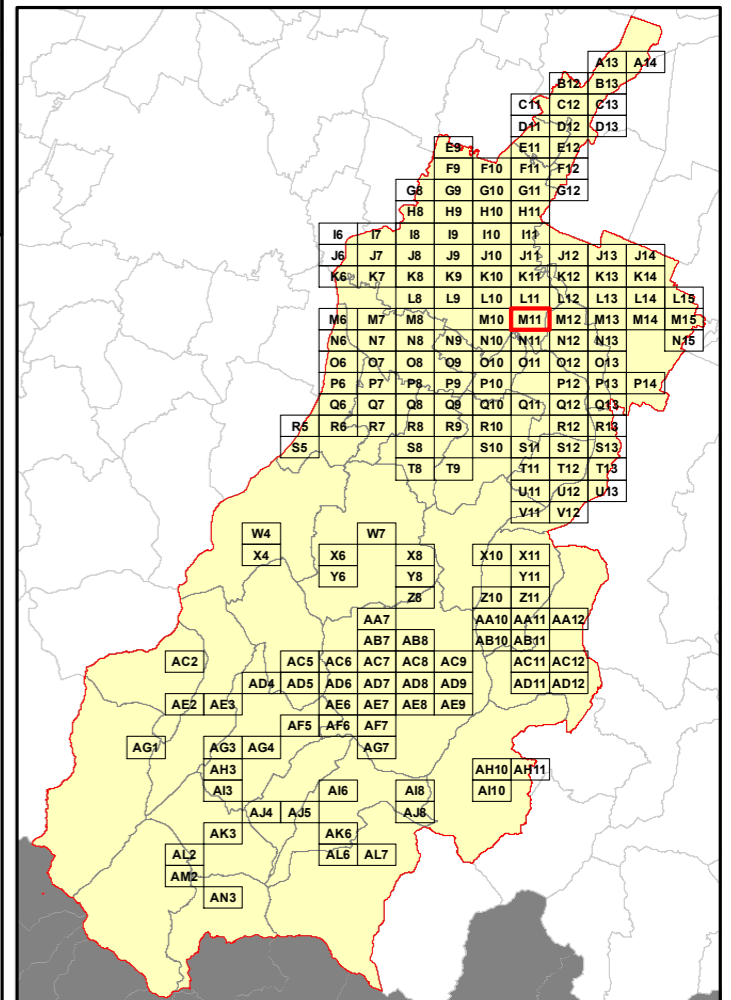 A13 A14
B12 B13
C11 C12 C13
D11 D12 D13
E9 E11 E12
F9 F10 F11 F12
G8 G9 G10 G11 G12
H8 H9 H10 H11
I6 I7 I8 I9 I10 I11
J6 J7 J8 J9 J10 J11 J12 J13 J14
K6 K7 K8 K9 K10 K11 K12 K13 K14
L8 L9 L10 L11 L12 L13 L14 L15
M6 M7 M8 M10 M11 M12 M13 M14 M15
N6 N7 N8 N9 N10 N11 N12 N13 N15
O6 O7 O8 O9 O10 O11 O12 O13
P6 P7 P8 P9 P10 P12 P13 P14
Q6 Q7 Q8 Q9 Q10 Q11 Q12 Q13
R5 R6 R7 R8 R9 R10 R12 R13
S5 S8 S10 S11 S12 S13
T8 T9 T11 T12 T13
U11 U12 U13
V11 V12
W4 W7
X4 X6 X8 X10 X11
Y6 Y8 Y11
Z8 Z10 Z11
AA7 AA10 AA11 AA12
AB7 AB8 AB10 AB11
AC2 AC5 AC6 AC7 AC8 AC9 AC11 AC12
AD4 AD5 AD6 AD7 AD8 AD9 AD11 AD12
AE2 AE3 AE6 AE7 AE8 AE9
AF5 AF6 AF7
AG1 AG3 AG4 AG7
AH3 AH10 AH11
AI3 AI6 AI8 AI10
AJ4 AJ5 AJ8
AK3 AK6
AL2 AL6 AL7
AM2
AN3